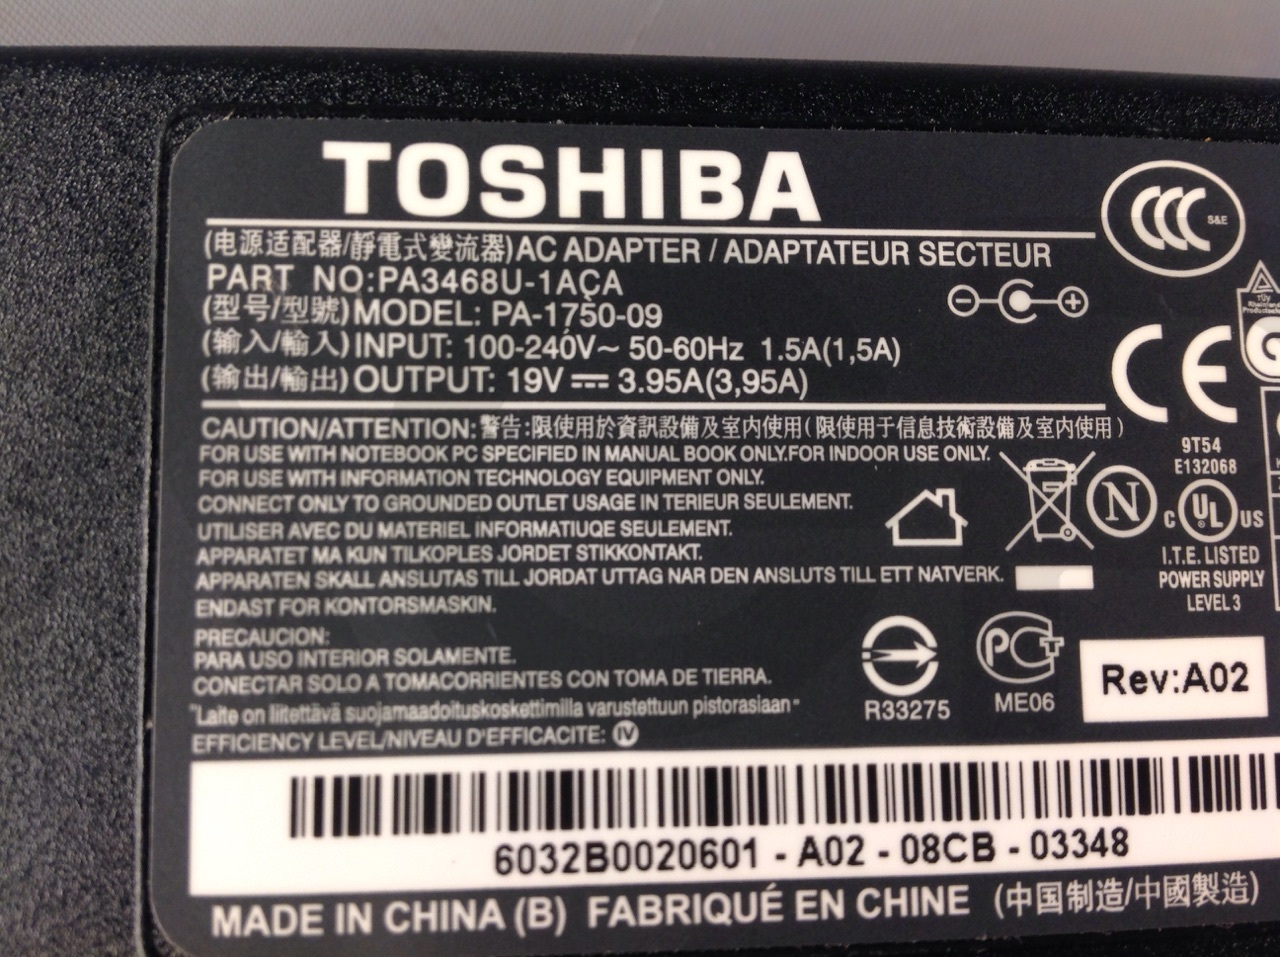 TOSHIBA
S&E
(电源适配器/靜電式變流器)AC ADAPTER / ADAPTATEUR SECTEUR
PART NO:PA3468U-1ACA
(型号/型號)MODEL: PA-1750-09
(输入/輸入)INPUT: 100-240V~ 50-60Hz 1.5A(1,5A)
(输出/輸出)OUTPUT: 19V⎓ 3.95A(3,95A)
TÜV
Rheinland
CE
CAUTION/ATTENTION:警告:限使用於資訊設備及室内使用(限使用于信息技術設備及室内使用)
FOR USE WITH NOTEBOOK PC SPECIFIED IN MANUAL BOOK ONLY.FOR INDOOR USE ONLY.
FOR USE WITH INFORMATION TECHNOLOGY EQUIPMENT ONLY.
CONNECT ONLY TO GROUNDED OUTLET USAGE IN TERIEUR SEULEMENT.
UTILISER AVEC DU MATERIEL INFORMATIUQE SEULEMENT.
APPARATET MA KUN TILKOPLES JORDET STIKKONTAKT.
APPARATEN SKALL ANSLUTAS TILL JORDAT UTTAG NAR DEN ANSLUTS TILL ETT NATVERK.
ENDAST FOR KONTORSMASKIN.
9T54
E132068
N
C UL US
I.T.E. LISTED
POWER SUPPLY
LEVEL 3
PRECAUCION:
PARA USO INTERIOR SOLAMENTE.
CONECTAR SOLO A TOMACORRIENTES CON TOMA DE TIERRA.
"Laite on liitettävä suojamaadoituskoskettimilla varustettuun pistorasiaan"
EFFICIENCY LEVEL/NIVEAU D'EFFICACITE: IV
R33275
ME06
Rev:A02
6032B0020601 - A02 - 08CB - 03348
MADE IN CHINA (B) FABRIQUÉ EN CHINE (中国制造/中國製造)